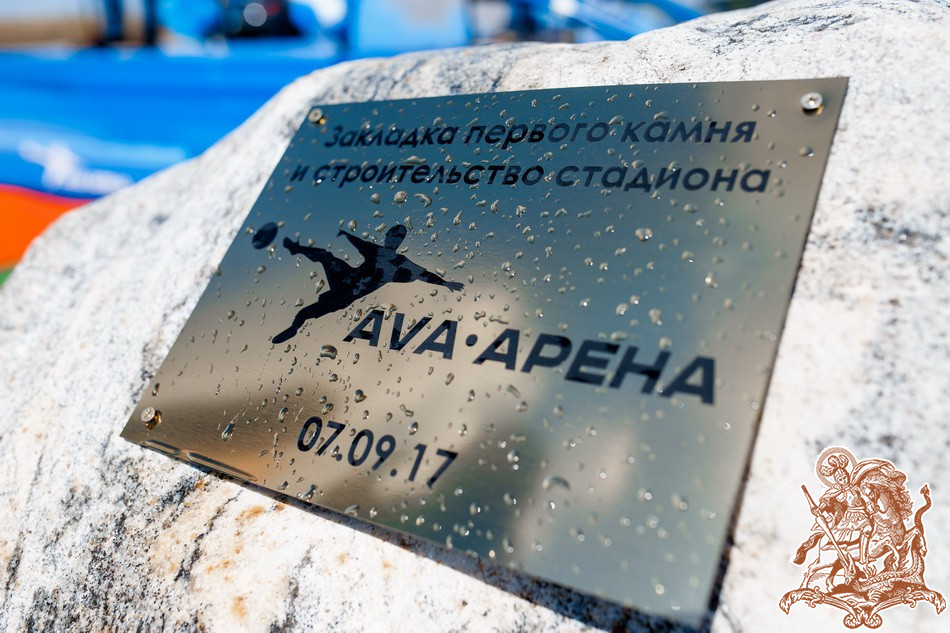 Закладка первого камня
и строительство стадиона
AVA•АРЕНА
07.09.17